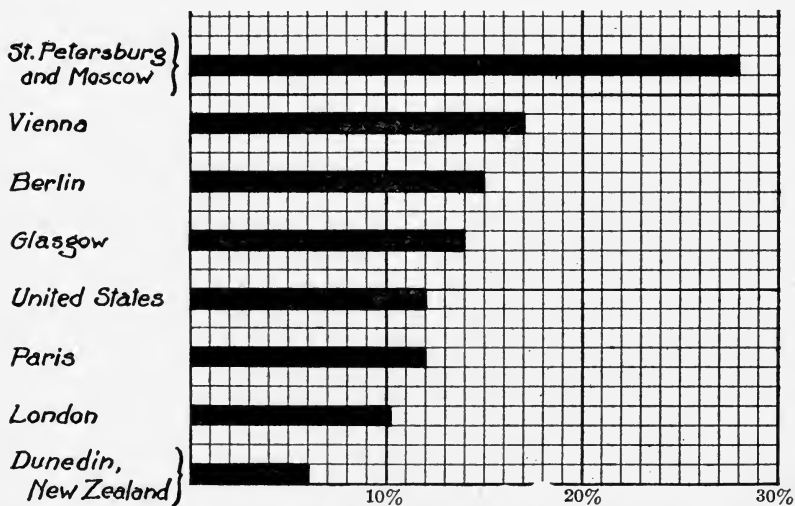 St. Petersburg
and Moscow
Vienna
Berlin
Glasgow
United States
Paris
London
Dunedin,
New Zealand
10% 20% 30%